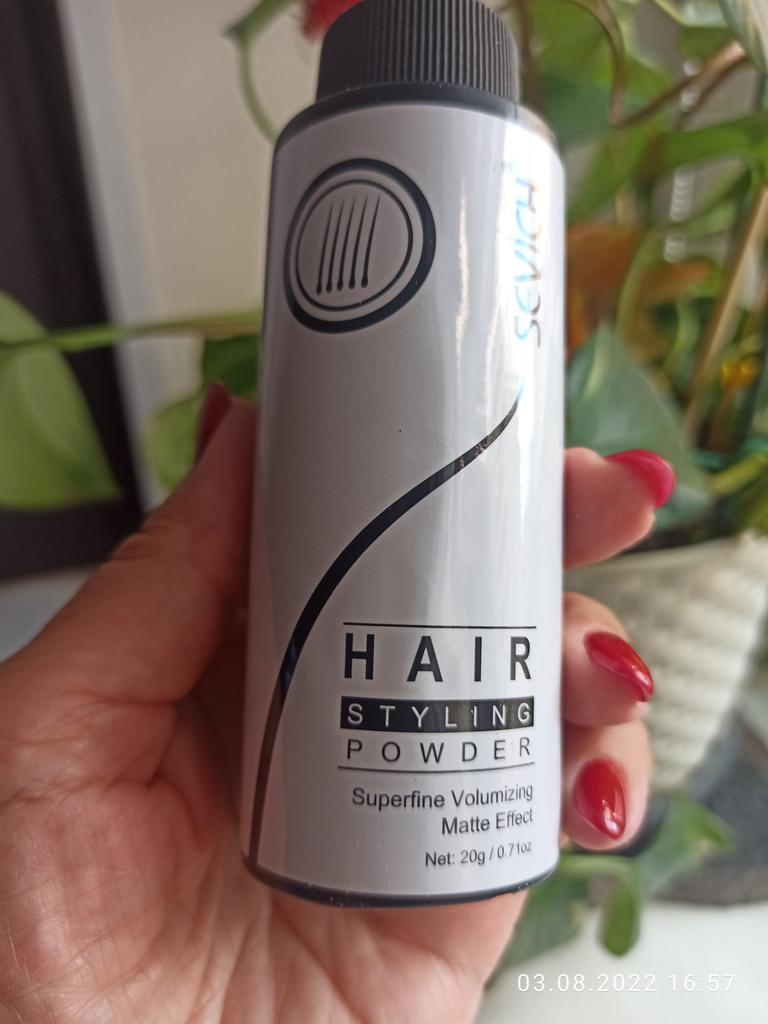 SEVICH
HAIR
STYLING
POWDER
Superfine Volumizing
Matte Effect
Net: 20g / 0.71oz
03.08.2022 16:57